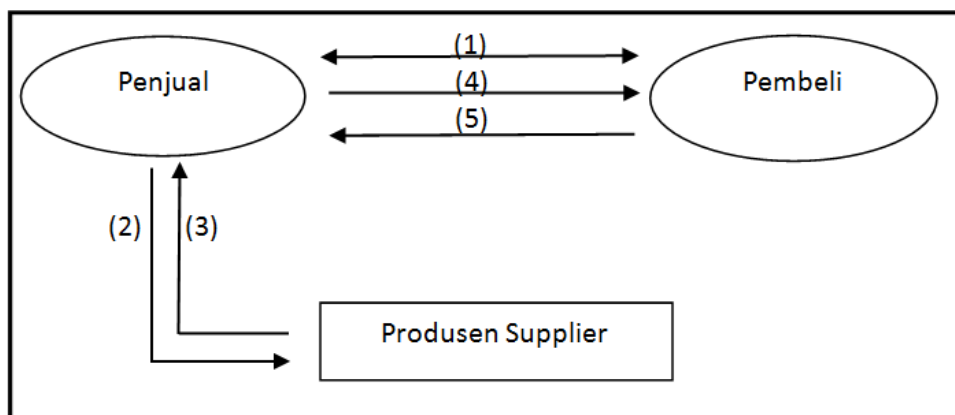 (1)
Penjual
Pembeli
(4)
(5)
(2)
(3)
Produsen Supplier